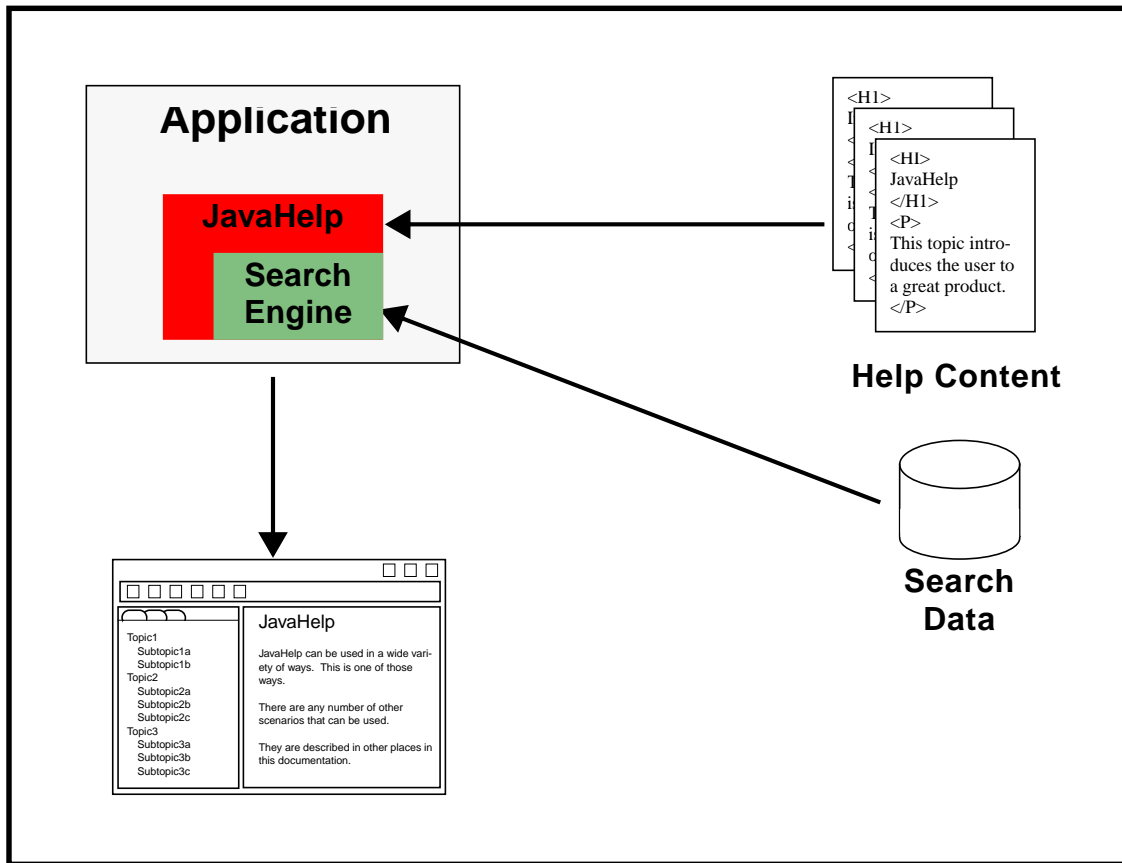 Application
JavaHelp
Search
Engine
<H1>
I
<
<
T
is
o
<
<H1>
I
<
<
T
is
o
<
<HI>
JavaHelp
</H1>
<P>
This topic intro-
duces the user to
a great product.
</P>
Help Content
Search
Data
Topic1
Subtopic1a
Subtopic1b
Topic2
Subtopic2a
Subtopic2b
Subtopic2c
Topic3
Subtopic3a
Subtopic3b
Subtopic3c
JavaHelp
JavaHelp can be used in a wide vari-
ety of ways.  This is one of those
ways.
There are any number of other
scenarios that can be used.
They are described in other places in
this documentation.